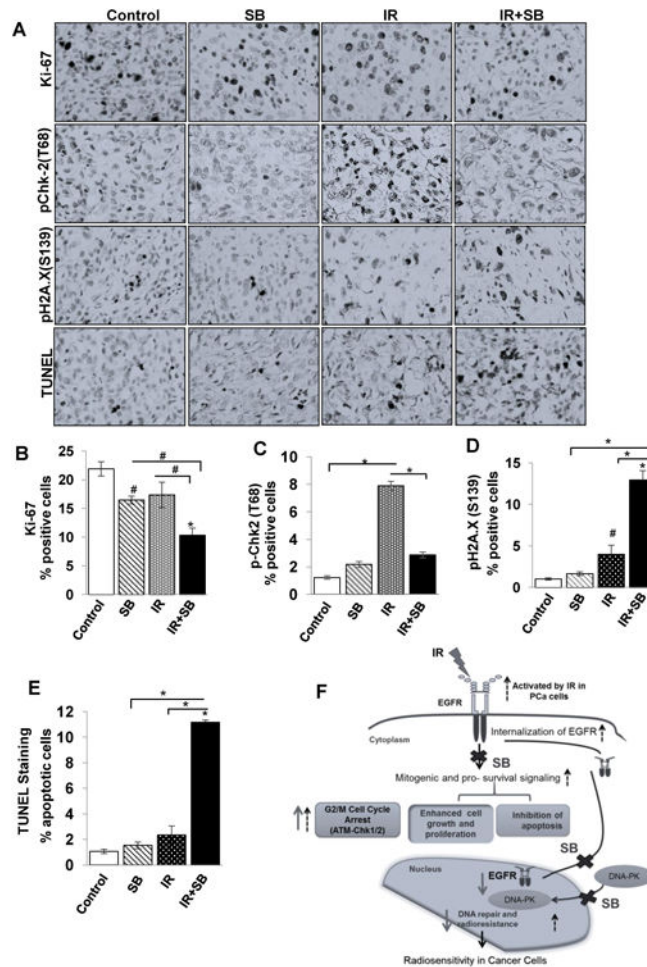 A
Control
SB
IR
IR+SB
Ki-67
pChk-2(T68)
pH2A.X(S139)
TUNEL
B
Ki-67
% positive cells
25
20
15
10
5
0
#
#
#
*
Control
SB
IR
IR+SB
C
p-Chk2 (T68)
% positive cells
10
8
6
4
2
0
*
*
Control
SB
IR
IR+SB
D
pH2A.X (S139)
% positive cells
15
10
5
0
*
*
*
#
Control
SB
IR
IR+SB
E
TUNEL Staining
% apoptotic cells
12
10
8
6
4
2
0
*
*
*
Control
SB
IR
IR+SB
F
IR
Activated by IR in
PCa cells
EGFR
Cytoplasm
Internalization of EGFR
SB
Mitogenic and pro- survival signaling
G2/M Cell Cycle
Arrest
(ATM-Chk1/2)
Enhanced cell
growth and
proliferation
Inhibition of
apoptosis
SB
Nucleus
EGFR
DNA-PK
DNA-PK
SB
DNA repair and
radioresistance
Radiosensitivity in Cancer Cells